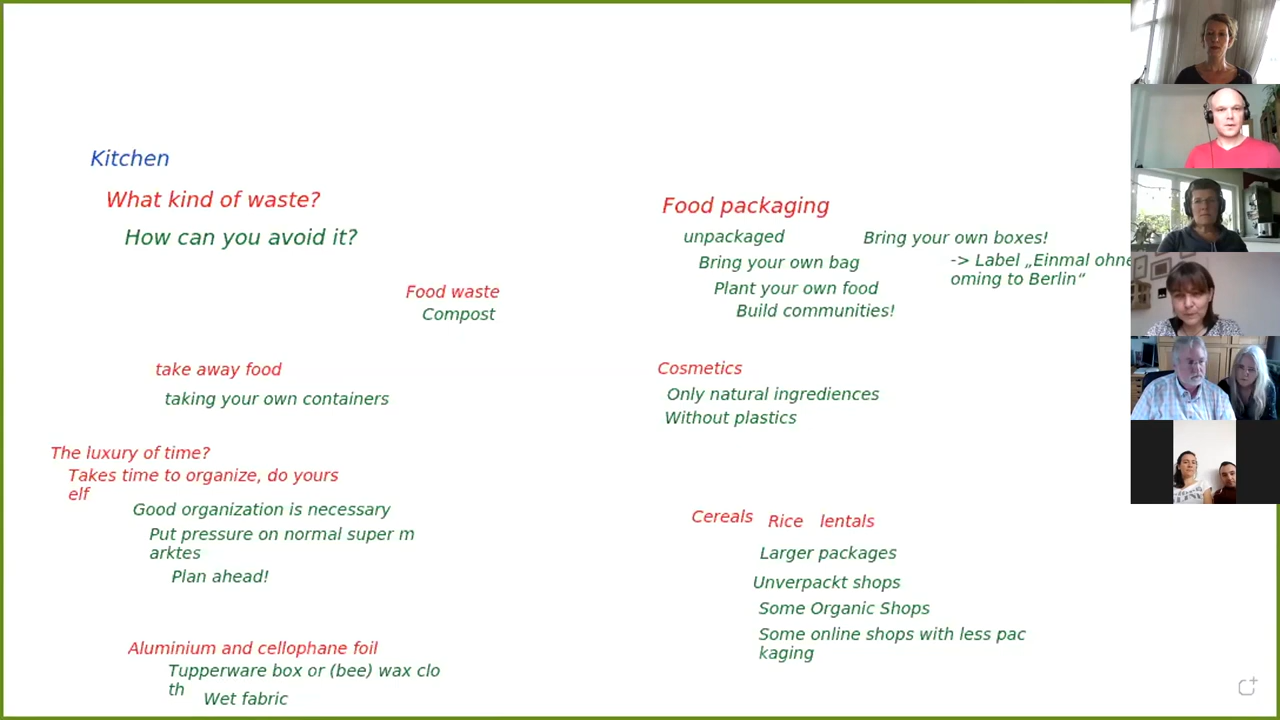 Kitchen
What kind of waste?
How can you avoid it?
Food waste
Compost
take away food
taking your own containers
The luxury of time?
Takes time to organize, do yours
elf
Good organization is necessary
Put pressure on normal super m
arktes
Plan ahead!
Aluminium and cellophane foil
Tupperware box or (bee) wax clo
th
Wet fabric
Food packaging
unpackaged
Bring your own boxes!
Bring your own bag
-> Label „Einmal ohne
oming to Berlin“
Plant your own food
Build communities!
Cosmetics
Only natural ingrediences
Without plastics
Cereals Rice lentals
Larger packages
Unverpackt shops
Some Organic Shops
Some online shops with less pac
kaging